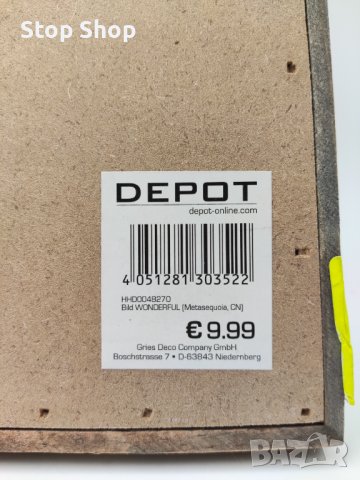 Stop Shop
DEPOT
depot-online.com
4 051281 303522
HHD0048270
Bild WONDERFUL (Metasequoia, CN)
€ 9.99
Gries Deco Company GmbH
Boschstrasse 7 • D-63843 Niedernberg
BAZAR